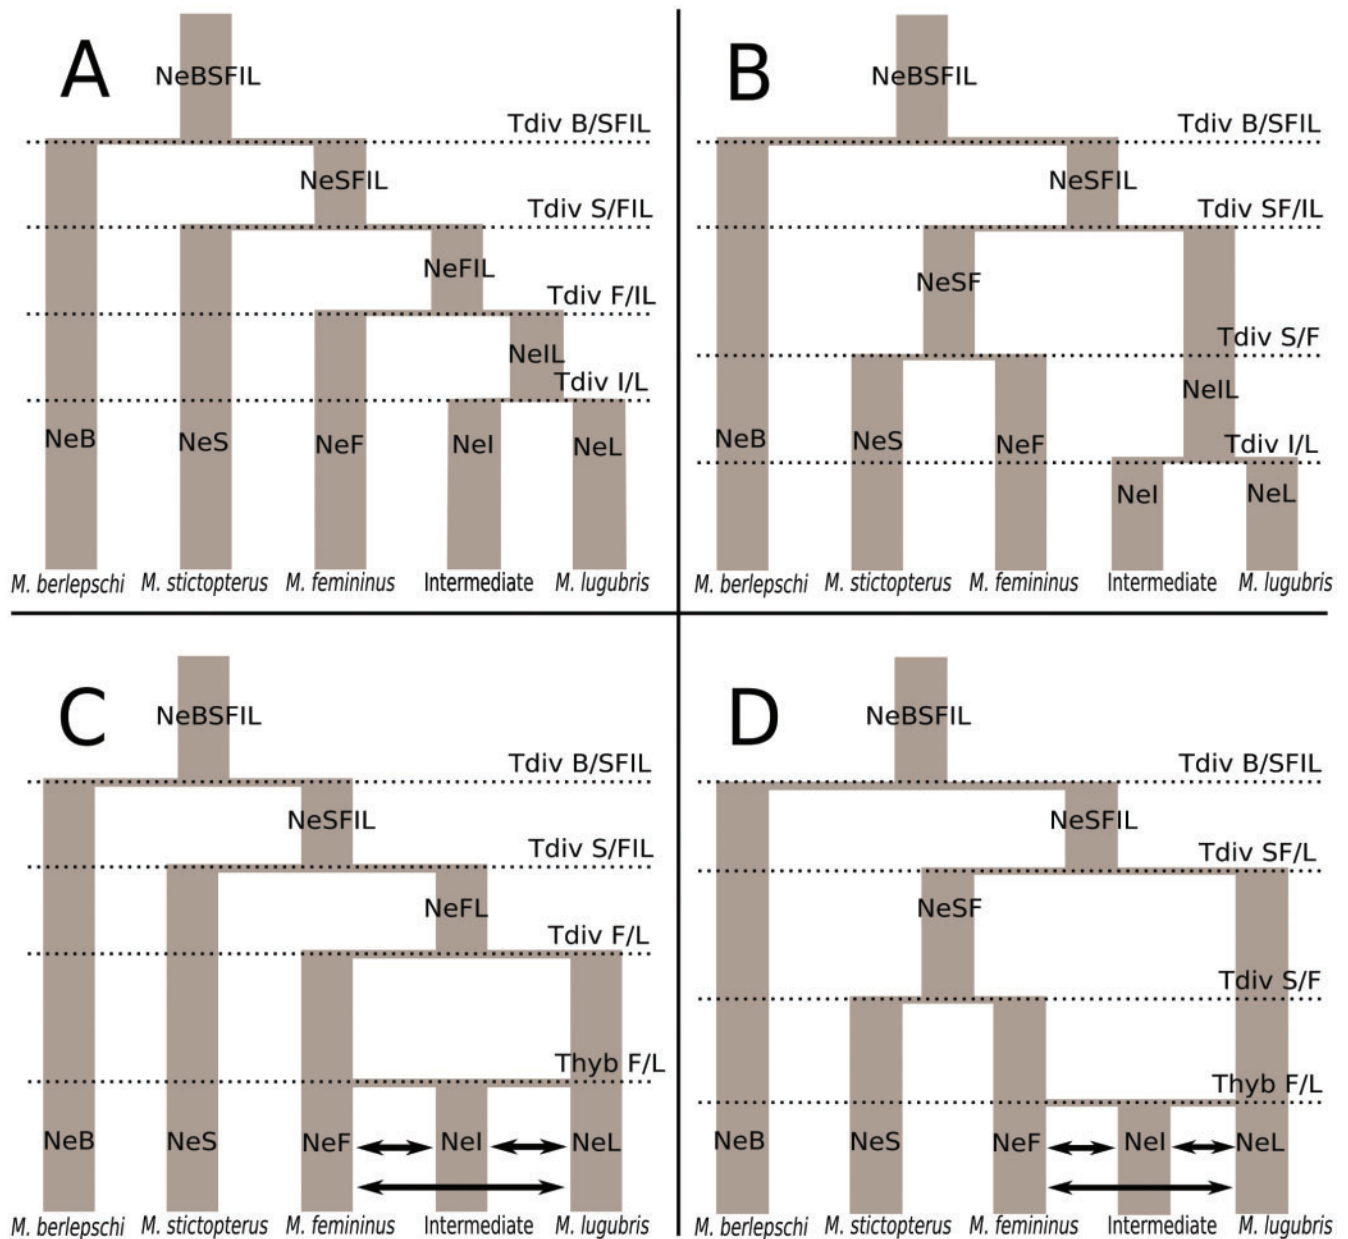 A
NeBSFIL
Tdiv B/SFIL
NeSFIL
Tdiv S/FIL
NeFIL
Tdiv F/IL
NeIL
Tdiv I/L
NeB NeS NeF NeI NeL
M. berlepschi M. stictopterus M. femininus Intermediate M. lugubris
B
NeBSFIL
Tdiv B/SFIL
NeSFIL
Tdiv SF/IL
NeSF
Tdiv S/F
NeIL
NeB NeS NeF Tdiv I/L
NeI NeL
M. berlepschi M. stictopterus M. femininus Intermediate M. lugubris
C
NeBSFIL
Tdiv B/SFIL
NeSFIL
Tdiv S/FIL
NeFL
Tdiv F/L
Thyb F/L
NeB NeS NeF NeI NeL
M. berlepschi M. stictopterus M. femininus Intermediate M. lugubris
D
NeBSFIL
Tdiv B/SFIL
NeSFIL
Tdiv SF/L
NeSF
Tdiv S/F
Thyb F/L
NeB NeS NeF NeI NeL
M. berlepschi M. stictopterus M. femininus Intermediate M. lugubris